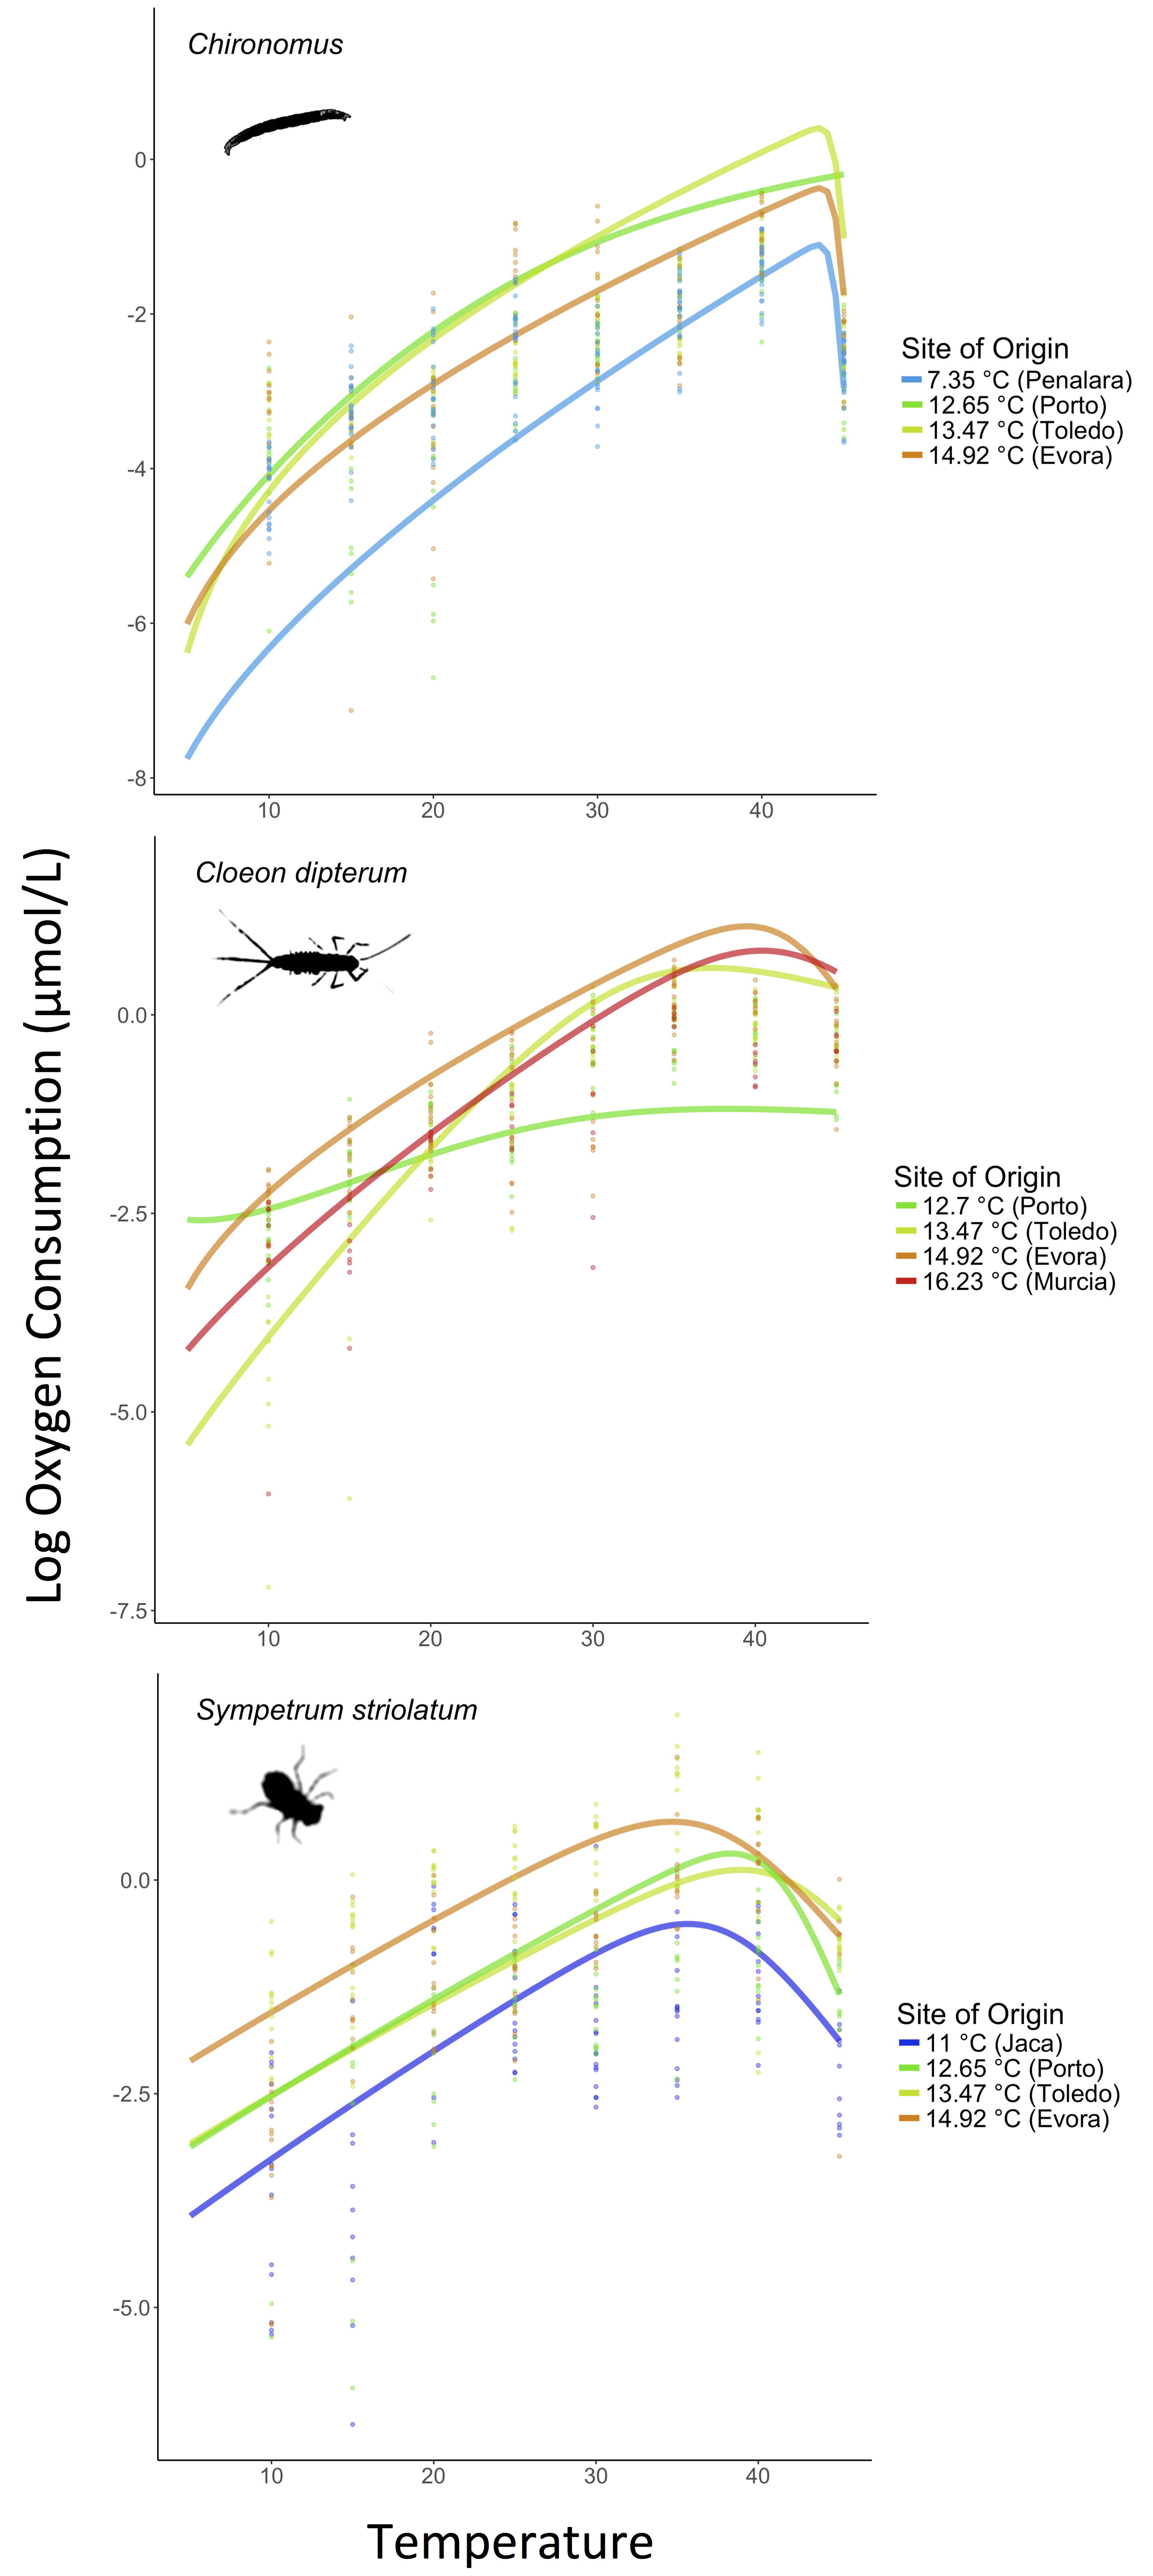 Chironomus
0
-2
-4
-6
-8
10 20 30 40
Site of Origin
7.35 °C (Penalara)
12.65 °C (Porto)
13.47 °C (Toledo)
14.92 °C (Evora)
Log Oxygen Consumption (µmol/L)
Cloeon dipterum
0.0
-2.5
-5.0
-7.5
10 20 30 40
Site of Origin
12.7 °C (Porto)
13.47 °C (Toledo)
14.92 °C (Evora)
16.23 °C (Murcia)
Sympetrum striolatum
0.0
-2.5
-5.0
10 20 30 40
Site of Origin
11 °C (Jaca)
12.65 °C (Porto)
13.47 °C (Toledo)
14.92 °C (Evora)
Temperature